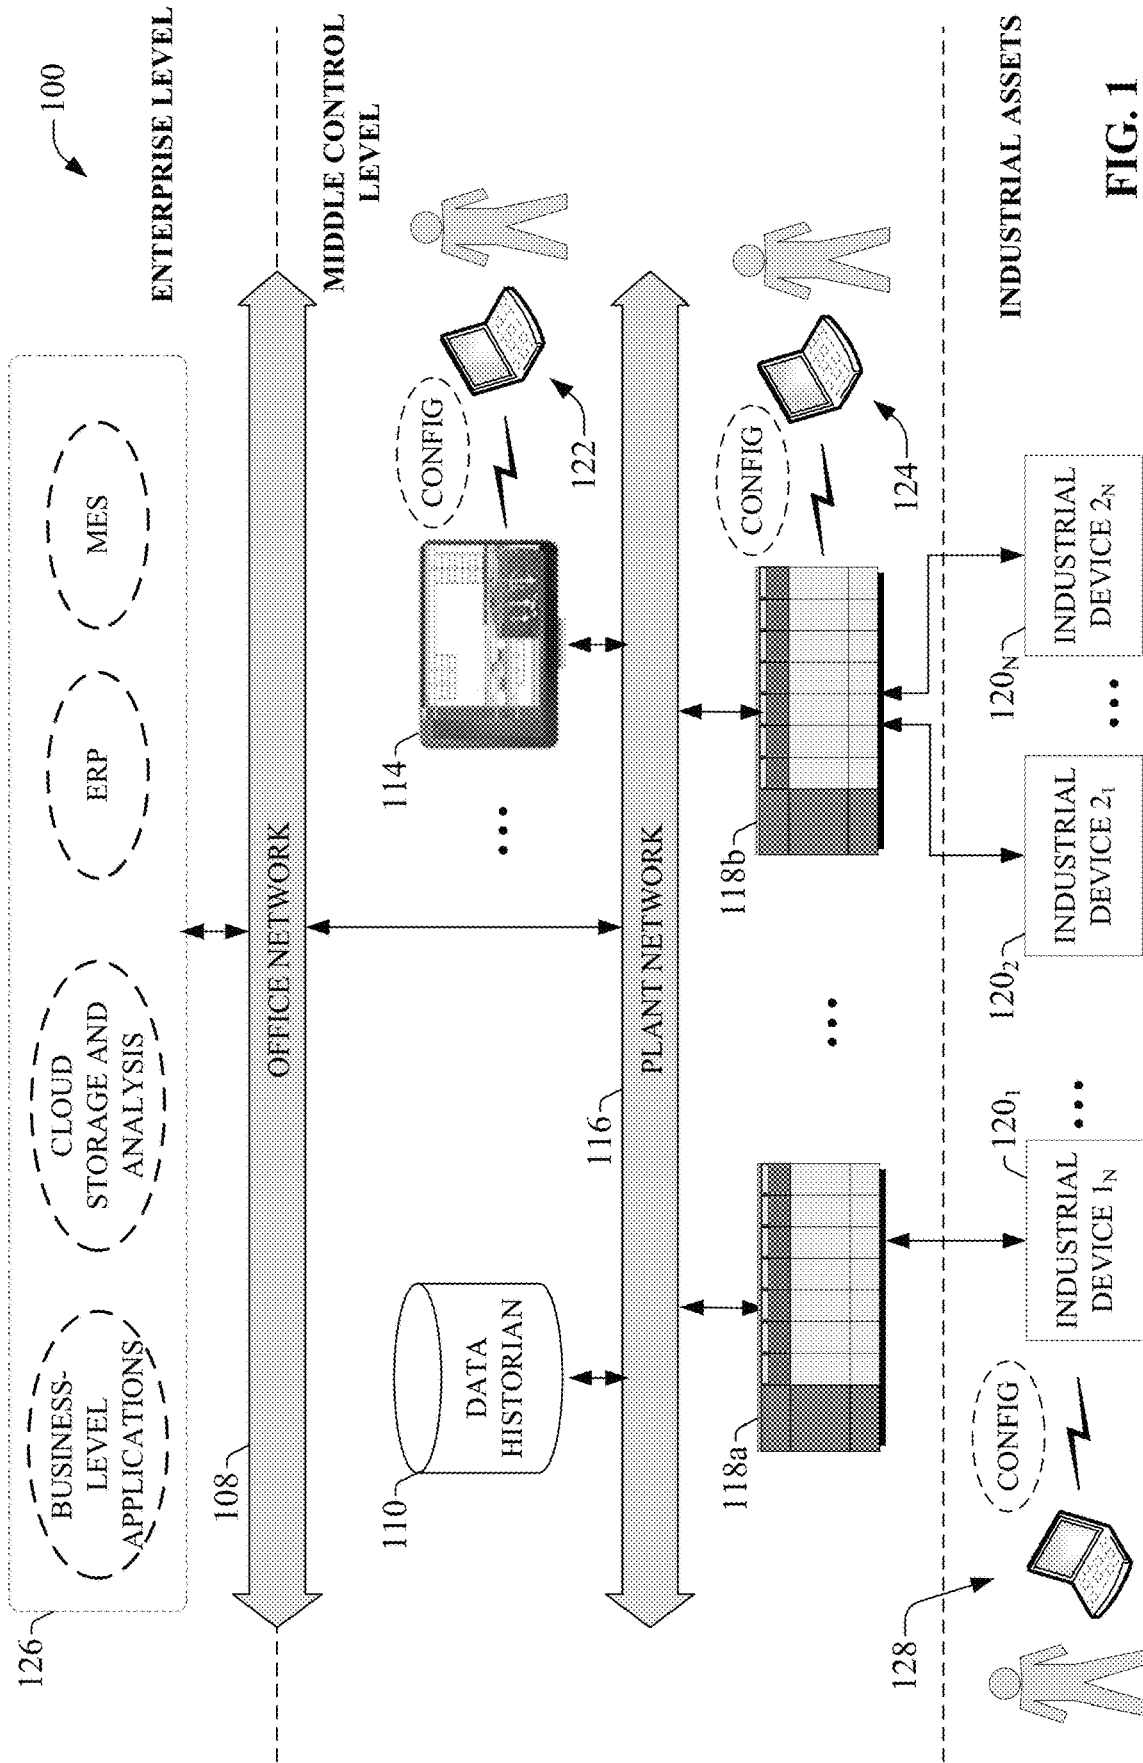 100
ENTERPRISE LEVEL
126
BUSINESS-
LEVEL
APPLICATIONS
CLOUD
STORAGE AND
ANALYSIS
ERP
MES
108
OFFICE NETWORK
MIDDLE CONTROL
LEVEL
110
DATA
HISTORIAN
114
CONFIG
122
116
PLANT NETWORK
118a
118b
CONFIG
124
INDUSTRIAL ASSETS
128
CONFIG
INDUSTRIAL
DEVICE 1N
1201
INDUSTRIAL
DEVICE 21
1202
INDUSTRIAL
DEVICE 2N
120N
FIG. 1